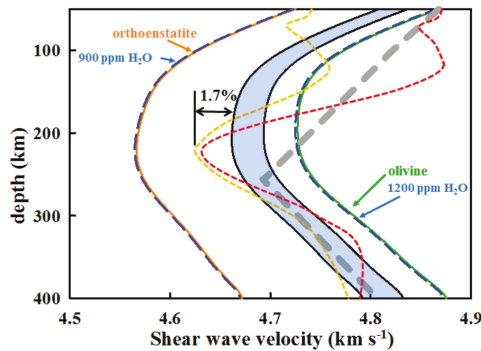 orthoenstatite
900 ppm H₂O
1.7%
olivine
1200 ppm H₂O
depth (km)
100
200
300
400
4.5
4.6
4.7
4.8
4.9
Shear wave velocity (km s⁻¹)